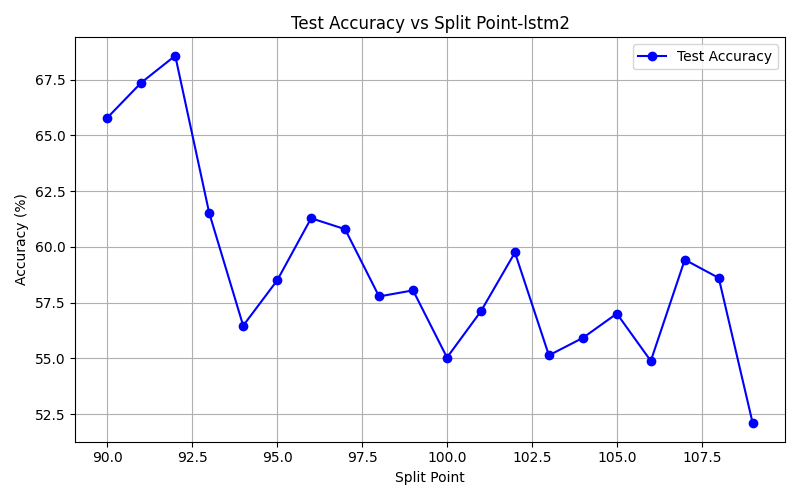 Test Accuracy vs Split Point-lstm2
Test Accuracy
67.5
65.0
62.5
60.0
57.5
55.0
52.5
Accuracy (%)
90.0 92.5 95.0 97.5 100.0 102.5 105.0 107.5
Split Point